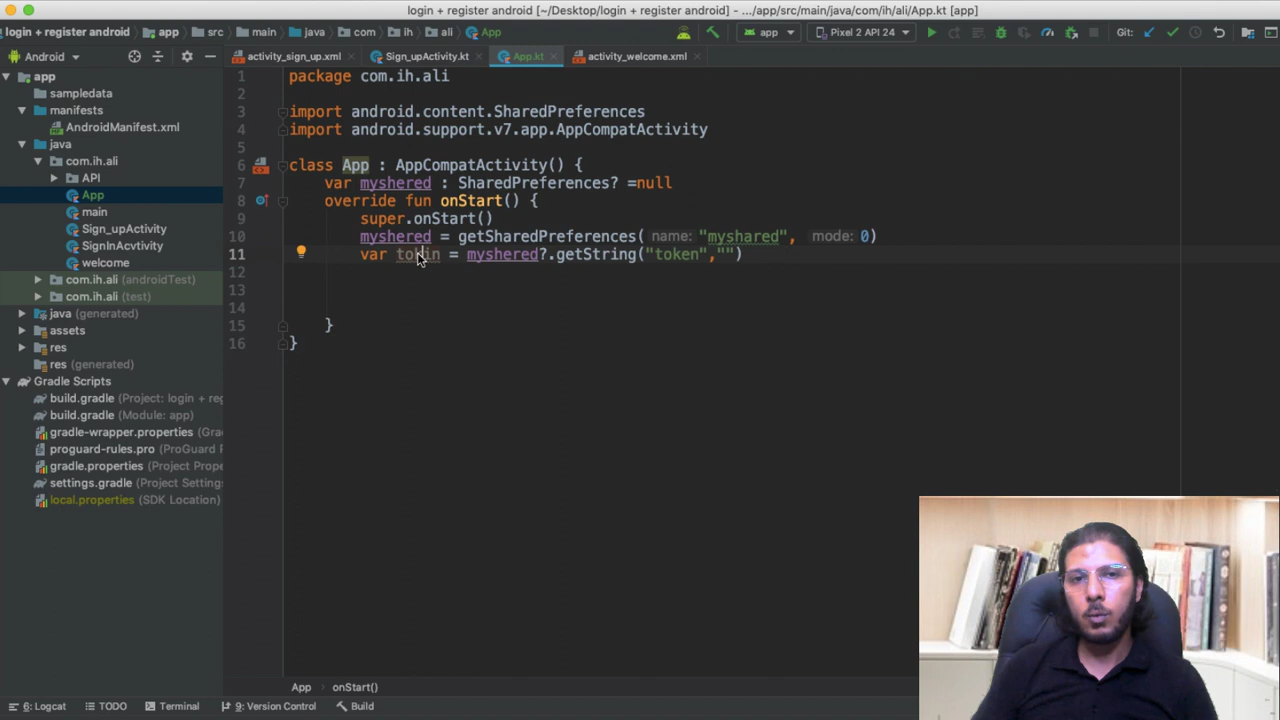 login + register android [~/Desktop/login + register android] - .../app/src/main/java/com/ih/ali/App.kt [app]
login + register android app src main java com ih ali App app Pixel 2 API 24 Git:
Android activity_sign_up.xml Sign_upActivity.kt App.kt activity_welcome.xml
app
sampledata
manifests
AndroidManifest.xml
java
com.ih.ali
API
App
main
Sign_upActivity
SignInAcvtivity
welcome
com.ih.ali (androidTest)
com.ih.ali (test)
java (generated)
assets
res
res (generated)
Gradle Scripts
build.gradle (Project: login + reg
build.gradle (Module: app)
gradle-wrapper.properties (Gra
proguard-rules.pro (ProGuard
gradle.properties (Project Prope
settings.gradle (Project Settings
local.properties (SDK Location)
1 package com.ih.ali
2
3 import android.content.SharedPreferences
4 import android.support.v7.app.AppCompatActivity
5
6 class App : AppCompatActivity() {
7 var myshered : SharedPreferences? =null
8 override fun onStart() {
9 super.onStart()
10 myshered = getSharedPreferences( name: "myshared", mode: 0)
11 var tokin = myshered?.getString("token","")
12
13
14
15 }
16 }
App onStart()
6: Logcat TODO Terminal 9: Version Control Build